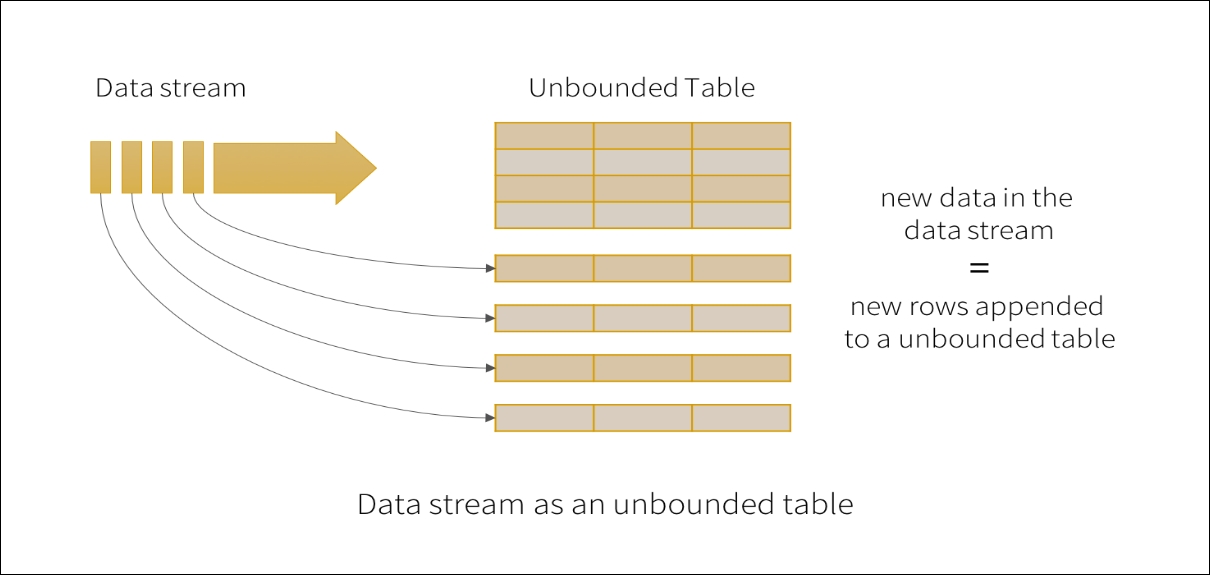 Data stream
Unbounded Table
new data in the
data stream
=
new rows appended
to a unbounded table
Data stream as an unbounded table